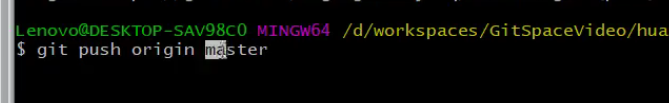 Lenovo@DESKTOP-SAV98C0 MINGW64 /d/workspaces/GitSpaceVideo/hua
$ git push origin master